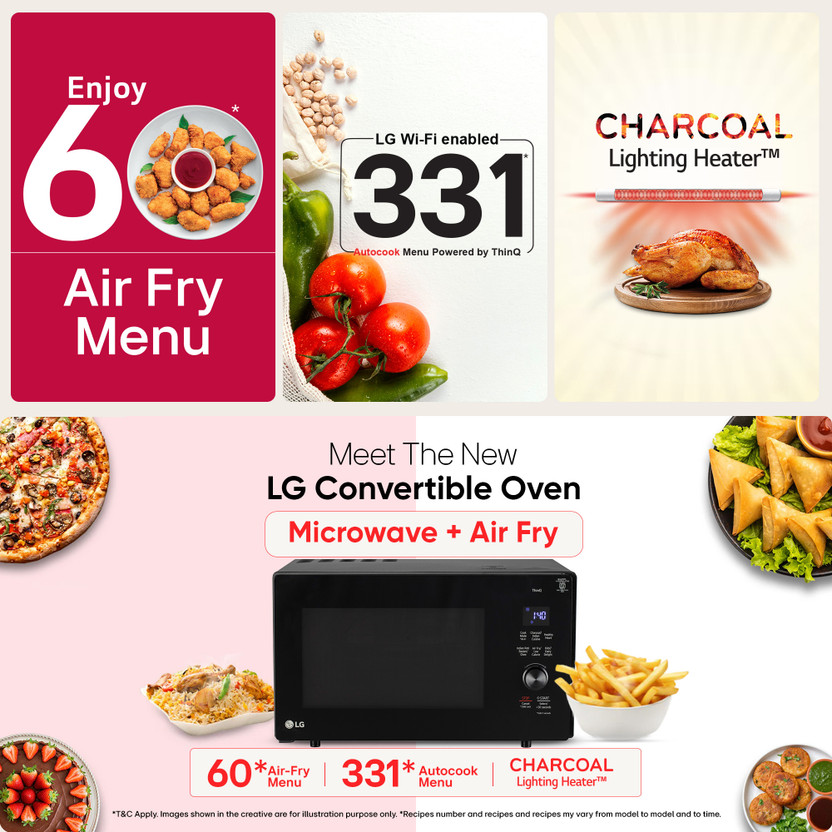 Enjoy
60*
Air Fry
Menu
LG Wi-Fi enabled
331*
Autocook Menu Powered by ThinQ
CHARCOAL
Lighting Heater™
Meet The New
LG Convertible Oven
Microwave + Air Fry
ThinQ
1:40
LG
60* Air-Fry
Menu
331* Autocook
Menu
CHARCOAL
Lighting Heater™
*T&C Apply. Images shown in the creative are for illustration purpose only. *Recipes number and recipes and recipes my vary from model to model and to time.